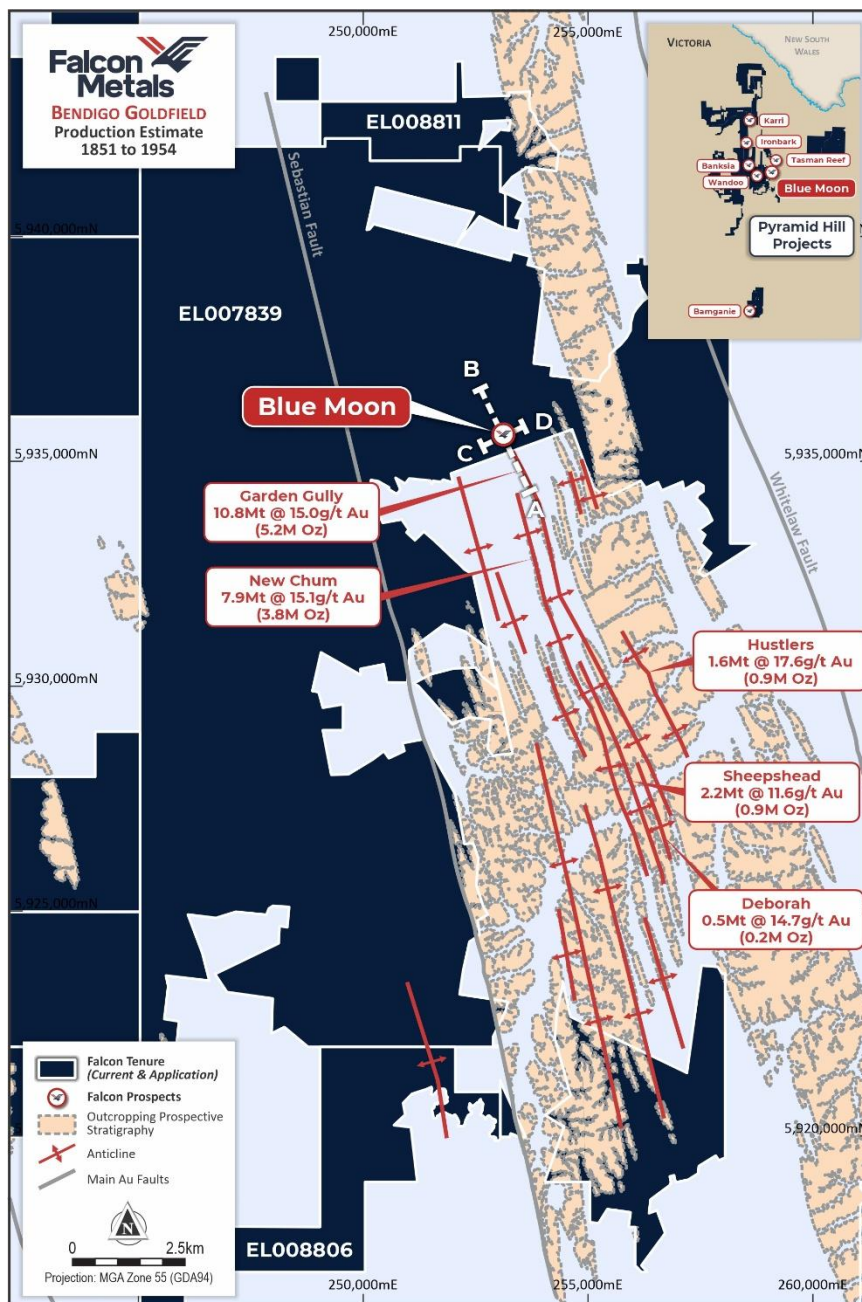 Falcon
Metals
BENDIGO GOLDFIELD
Production Estimate
1851 to 1954
250,000mE
255,000mE
VICTORIA
NEW SOUTH
WALES
Karri
Ironbark
Banksia
Tasman Reef
Wandoo
Blue Moon
Pyramid Hill
Projects
Bamganie
EL008811
Sebastian Fault
5,940,000mN
EL007839
B
Blue Moon
D
C
A
5,935,000mN
5,935,000mN
Whitelaw Fault
Garden Gully
10.8Mt @ 15.0g/t Au
(5.2M Oz)
New Chum
7.9Mt @ 15.1g/t Au
(3.8M Oz)
Hustlers
1.6Mt @ 17.6g/t Au
(0.9M Oz)
5,930,000mN
Sheepshead
2.2Mt @ 11.6g/t Au
(0.9M Oz)
Deborah
0.5Mt @ 14.7g/t Au
(0.2M Oz)
5,925,000mN
5,920,000mN
Falcon Tenure
(Current & Application)
Falcon Prospects
Outcropping Prospective
Stratigraphy
Anticline
Main Au Faults
N
0 2.5km
Projection: MGA Zone 55 (GDA94)
EL008806
250,000mE
255,000mE
260,000mE